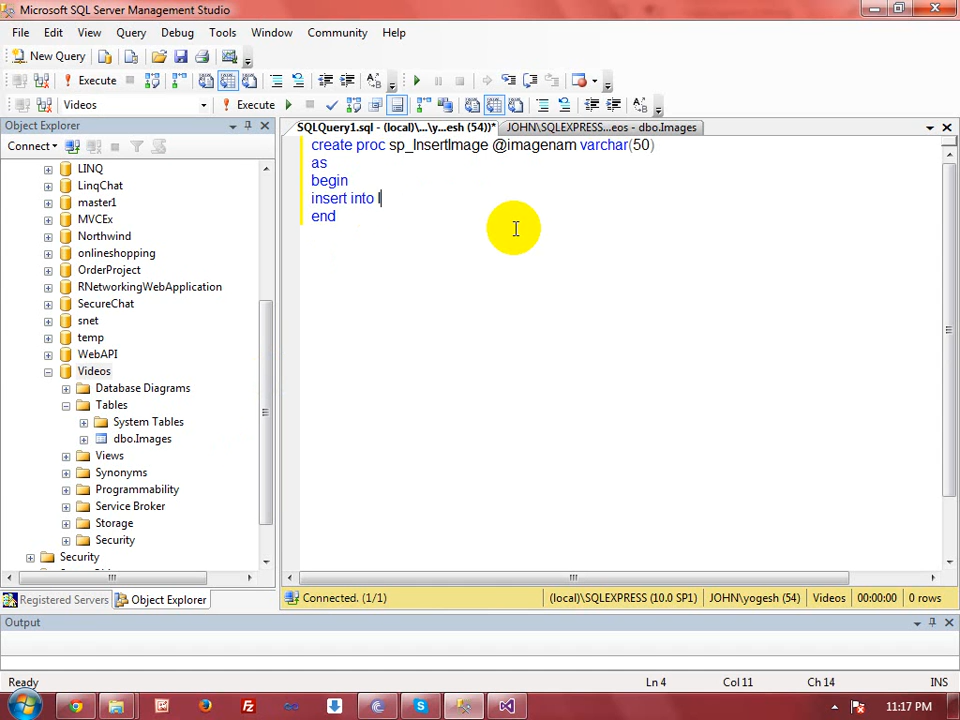 Microsoft SQL Server Management Studio
File Edit View Query Debug Tools Window Community Help
New Query
Execute
Videos Execute
Object Explorer
Connect
LINQ
LinqChat
master1
MVCEx
Northwind
onlineshopping
OrderProject
RNetworkingWebApplication
SecureChat
snet
temp
WebAPI
Videos
Database Diagrams
Tables
System Tables
dbo.Images
Views
Synonyms
Programmability
Service Broker
Storage
Security
Security
Registered Servers Object Explorer
SQLQuery1.sql - (local)\...y...esh (54))* JOHN\SQLEXPRESS...eos - dbo.Images
create proc sp_InsertImage @imagenam varchar(50)
as
begin
insert into I
end
Connected. (1/1) (local)\SQLEXPRESS (10.0 SP1) JOHN\yogesh (54) Videos 00:00:00 0 rows
Output
Ready Ln 4 Col 11 Ch 14 INS
11:17 PM